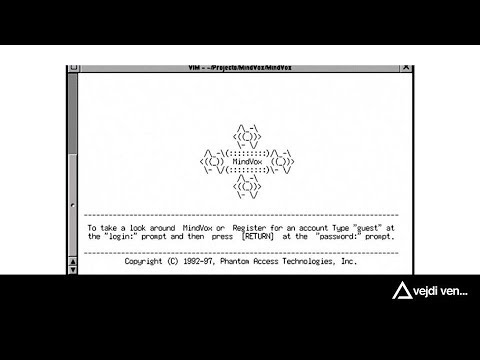 VIM - ~/Projects/MindVox/MindVox
MindVox
To take a look around MindVox or Register for an account Type "guest" at
the "login:" prompt and then press [RETURN] at the "password:" prompt.
Copyright (C) 1992-97, Phantom Access Technologies, Inc.
vejdi ven...